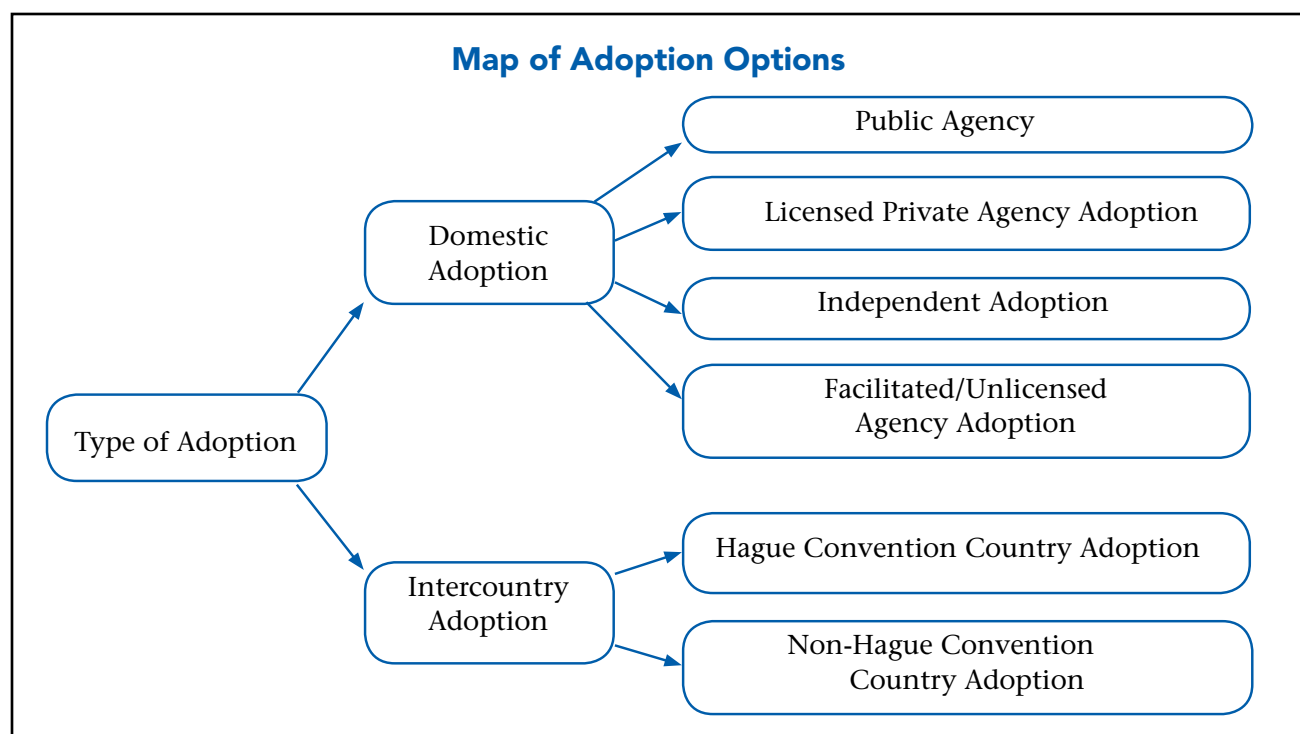 Map of Adoption Options
Public Agency
Licensed Private Agency Adoption
Domestic
Adoption
Independent Adoption
Facilitated/Unlicensed
Agency Adoption
Type of Adoption
Hague Convention Country Adoption
Intercountry
Adoption
Non-Hague Convention
Country Adoption